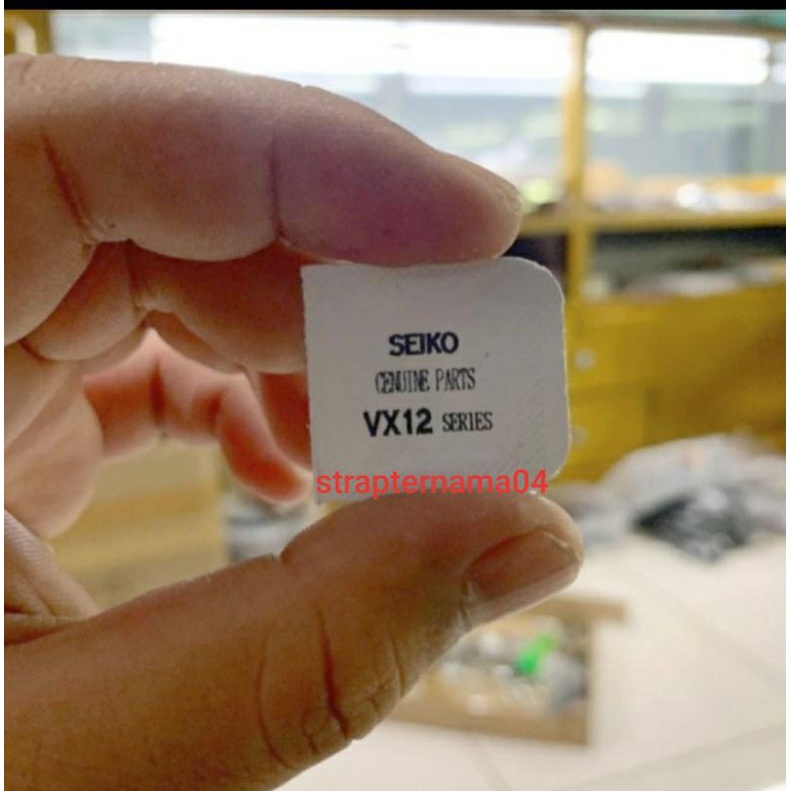 SEIKO
GENUINE PARTS
VX12 SERIES
strapternama04